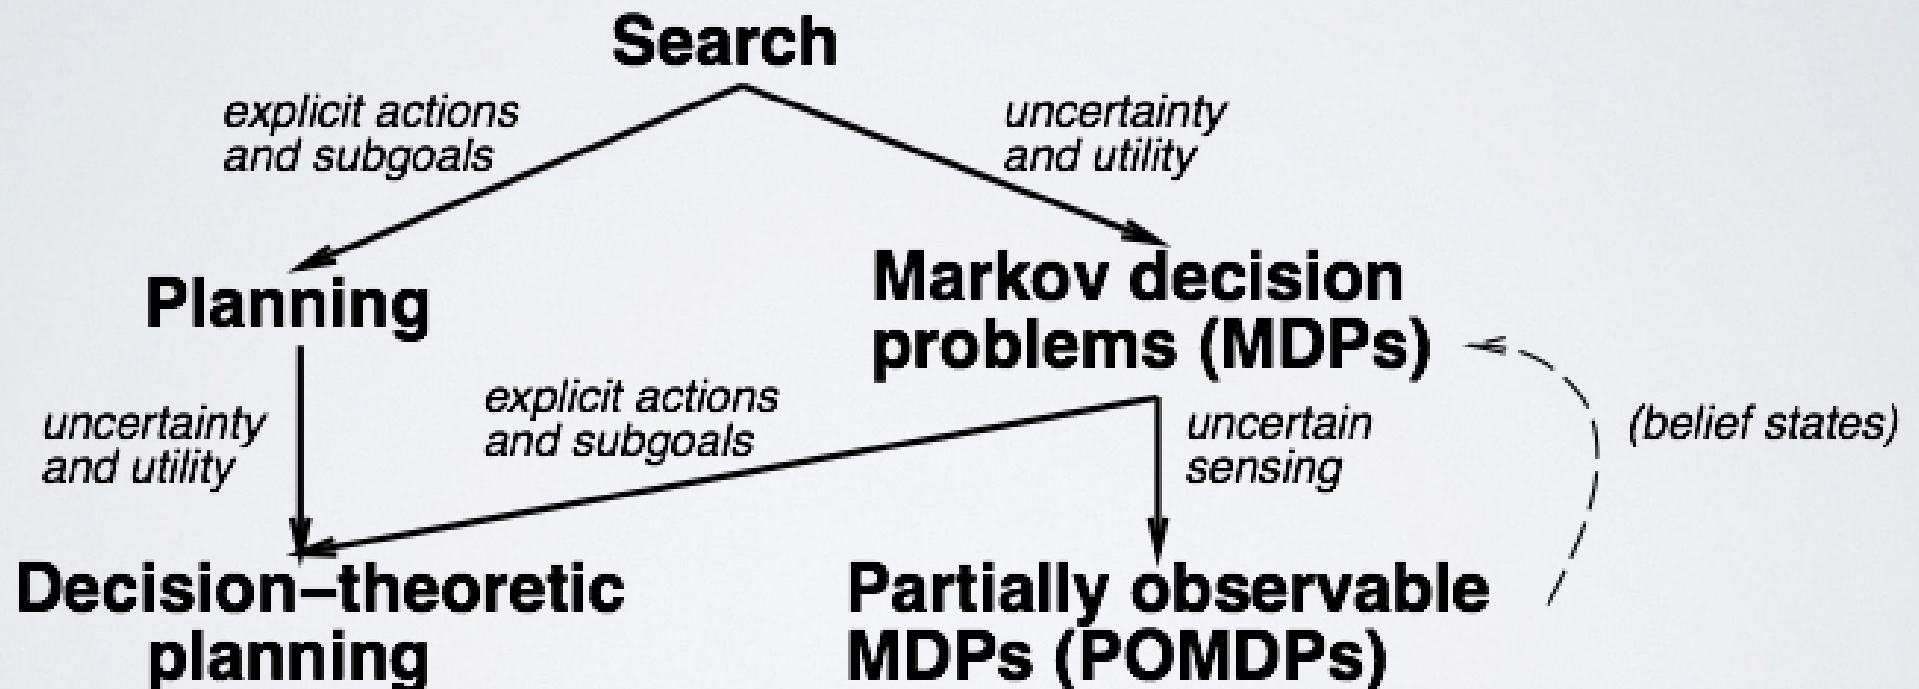 Search
explicit actions
and subgoals
uncertainty
and utility
Planning
Markov decision
problems (MDPs)
uncertainty
and utility
explicit actions
and subgoals
uncertain
sensing
(belief states)
Decision–theoretic
planning
Partially observable
MDPs (POMDPs)